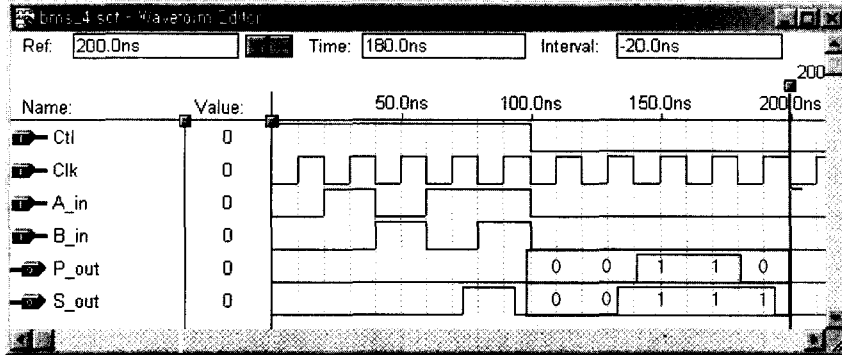 bms_4.scf - Waveform Editor
Ref: 200.0ns Time: 180.0ns Interval: -20.0ns
200
Name: Value: 50.0ns 100.0ns 150.0ns 200.0ns
Ctl 0
Clk 0
A_in 0
B_in 0
P_out 0 0 0 1 1 0
S_out 0 0 0 1 1 1